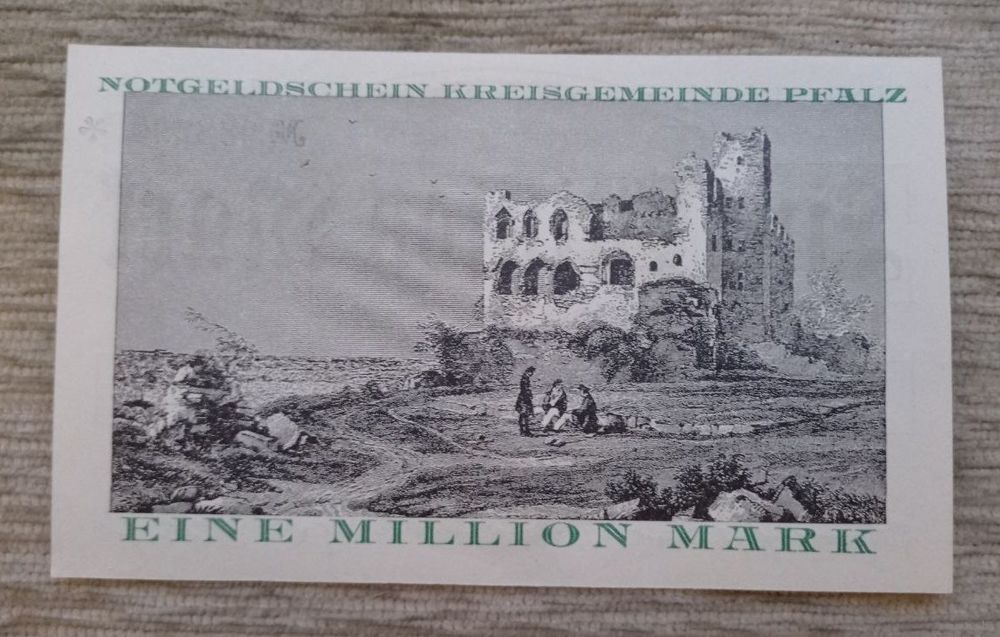 NOTGELDSCHEIN KREISGEMEINDE PFALZ
EINE MILLION MARK